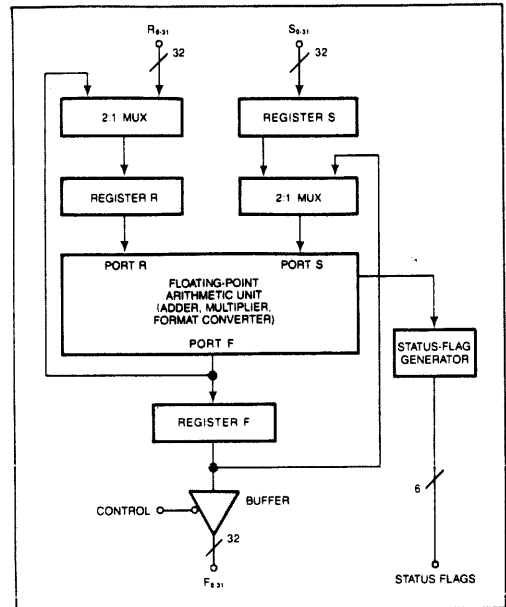 R0-31
S0-31
32
32
2:1 MUX
REGISTER S
REGISTER R
2:1 MUX
PORT R
PORT S
FLOATING-POINT
ARITHMETIC UNIT
(ADDER, MULTIPLIER,
FORMAT CONVERTER)
PORT F
STATUS-FLAG
GENERATOR
REGISTER F
6
CONTROL
BUFFER
32
F0-31
STATUS FLAGS